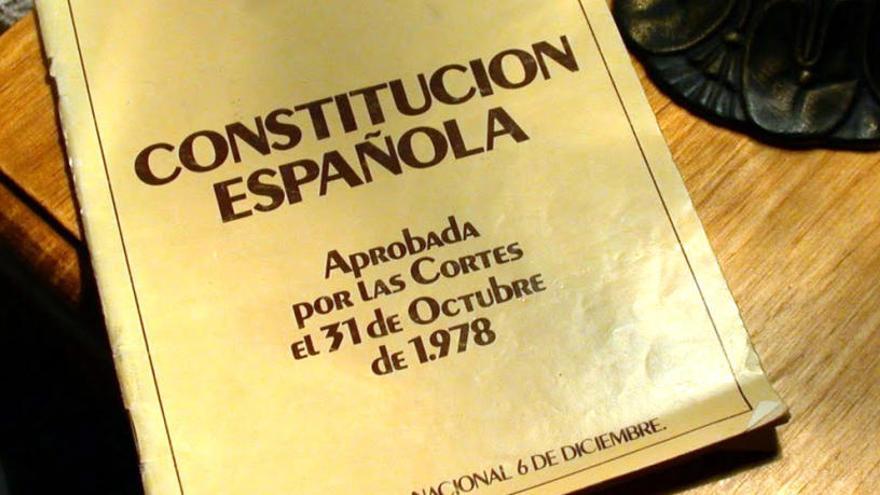 CONSTITUCION
ESPAÑOLA
Aprobada
por las Cortes
el 31 de Octubre
de 1.978
NACIONAL 6 DE DICIEMBRE.